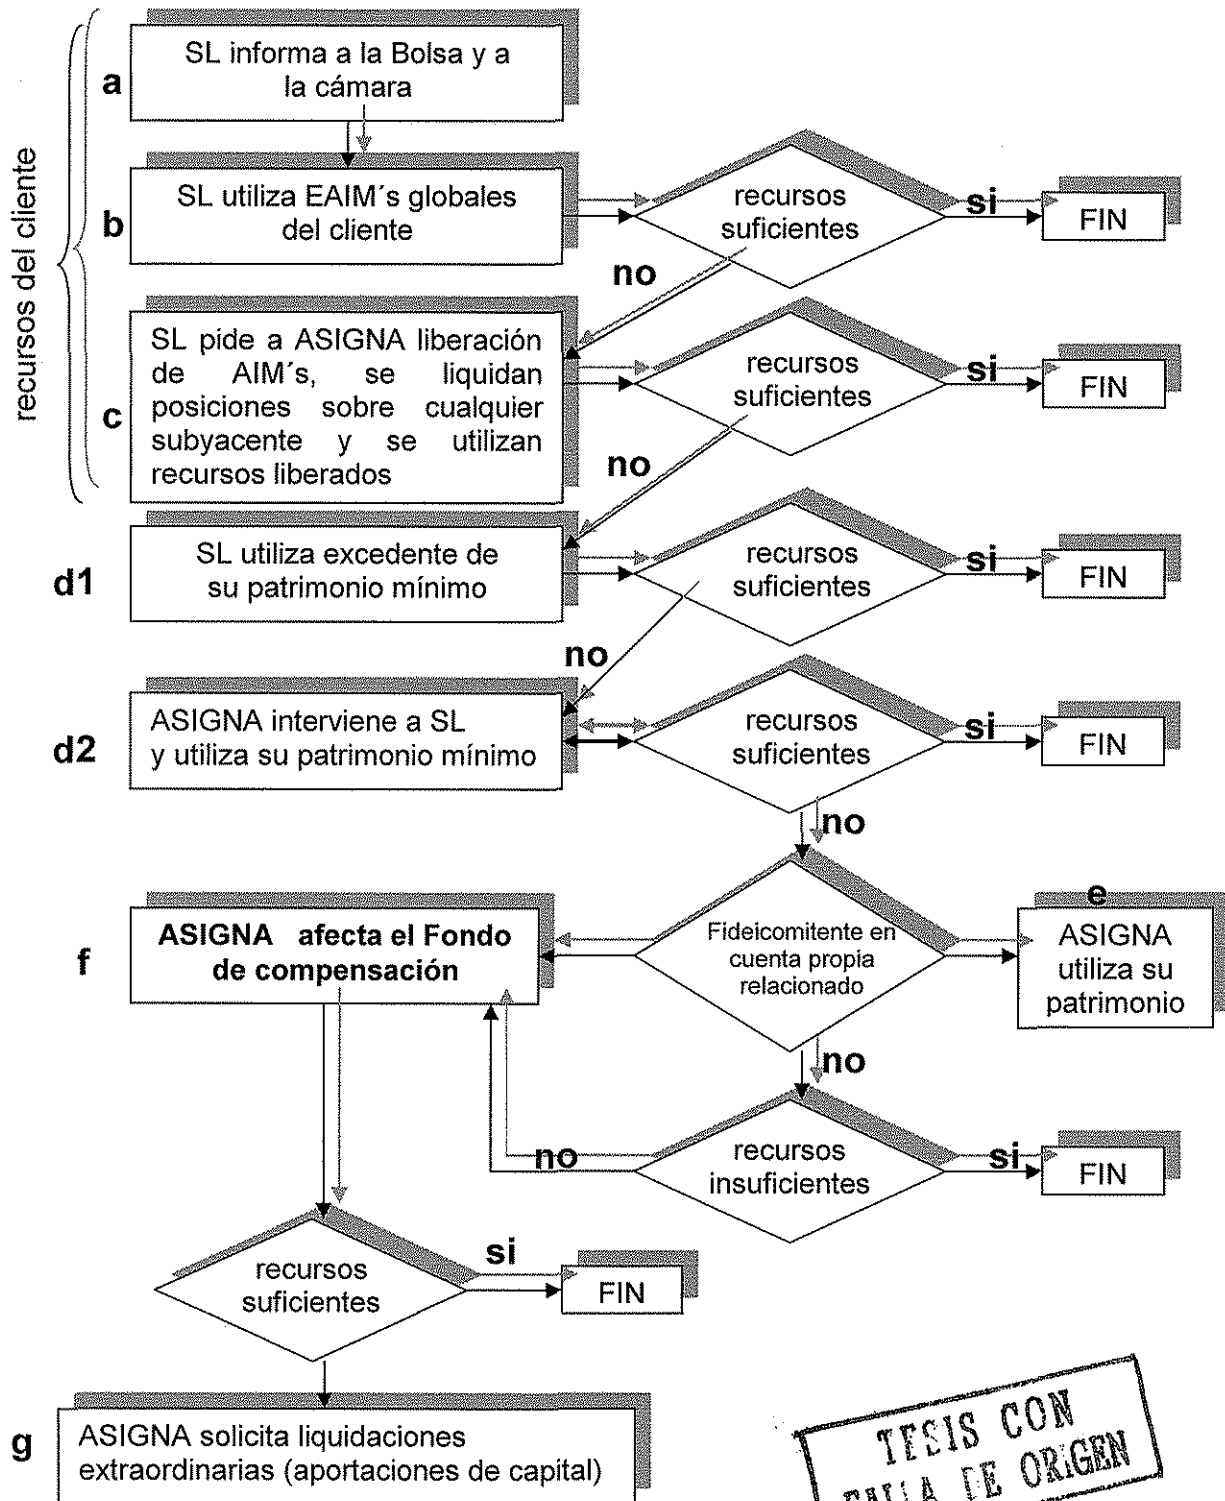 recursos del cliente
a
SL informa a la Bolsa y a
la cámara
b
SL utiliza EAIM´s globales
del cliente
recursos
suficientes
si
FIN
no
c
SL pide a ASIGNA liberación
de AIM´s, se liquidan
posiciones sobre cualquier
subyacente y se utilizan
recursos liberados
recursos
suficientes
si
FIN
no
d1
SL utiliza excedente de
su patrimonio mínimo
recursos
suficientes
si
FIN
no
d2
ASIGNA interviene a SL
y utiliza su patrimonio mínimo
recursos
suficientes
si
FIN
no
f
ASIGNA afecta el Fondo
de compensación
Fideicomitente en
cuenta propia
relacionado
e
ASIGNA
utiliza su
patrimonio
no
recursos
insuficientes
no
si
FIN
recursos
suficientes
si
FIN
g
ASIGNA solicita liquidaciones
extraordinarias (aportaciones de capital)
TESIS CON
FALLA DE ORIGEN